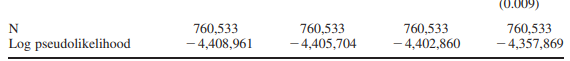 (0.009)
N 760,533 760,533 760,533 760,533
Log pseudolikelihood −4,408,961 −4,405,704 −4,402,860 −4,357,869